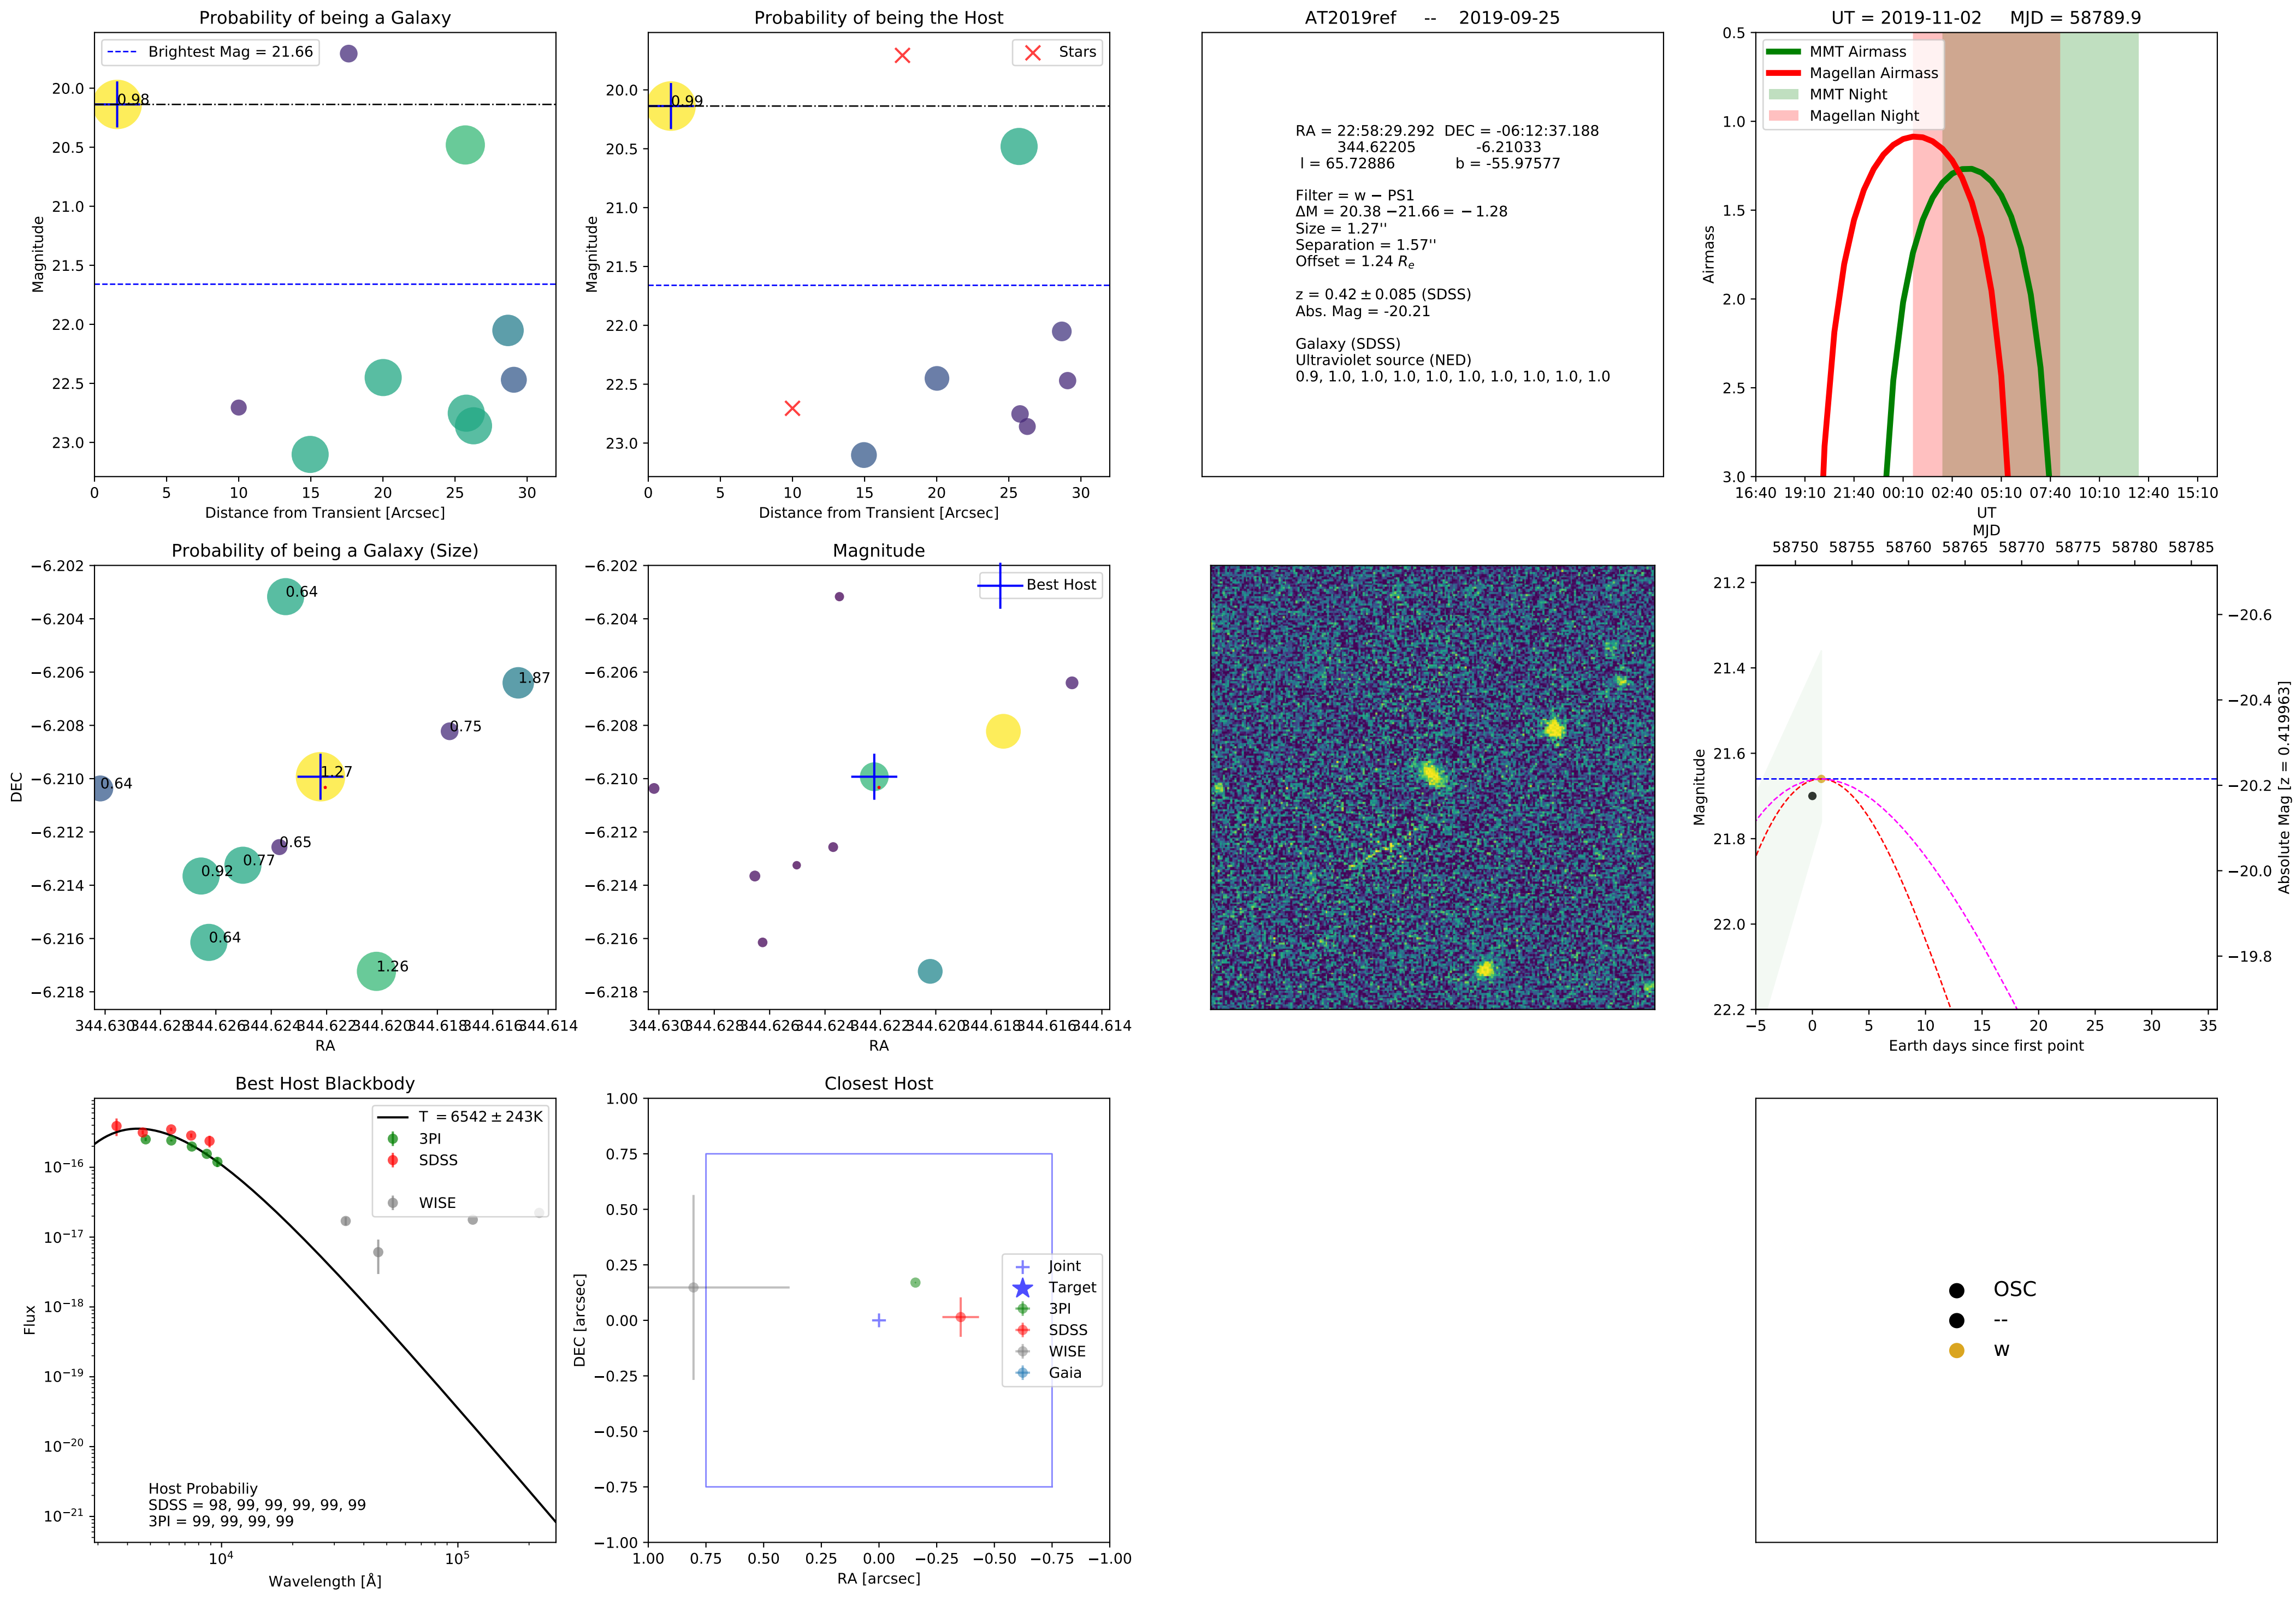 Probability of being a Galaxy
Brightest Mag = 21.66
0.98
20.0
20.5
21.0
21.5
22.0
22.5
23.0
Magnitude
0 5 10 15 20 25 30
Distance from Transient [Arcsec]
Probability of being the Host
Stars
0.99
20.0
20.5
21.0
21.5
22.0
22.5
23.0
Magnitude
0 5 10 15 20 25 30
Distance from Transient [Arcsec]
AT2019ref -- 2019-09-25
RA = 22:58:29.292 DEC = -06:12:37.188
344.62205 -6.21033
l = 65.72886 b = -55.97577
Filter = w − PS1
ΔM = 20.38 −21.66 = −1.28
Size = 1.27''
Separation = 1.57''
Offset = 1.24 Re
z = 0.42 ± 0.085 (SDSS)
Abs. Mag = -20.21
Galaxy (SDSS)
Ultraviolet source (NED)
0.9, 1.0, 1.0, 1.0, 1.0, 1.0, 1.0, 1.0, 1.0, 1.0
UT = 2019-11-02 MJD = 58789.9
MMT Airmass
Magellan Airmass
MMT Night
Magellan Night
0.5
1.0
1.5
2.0
2.5
3.0
Airmass
16:40 19:10 21:40 00:10 02:40 05:10 07:40 10:10 12:40 15:10
UT
Probability of being a Galaxy (Size)
−6.202
−6.204
−6.206
−6.208
−6.210
−6.212
−6.214
−6.216
−6.218
DEC
0.64
1.87
0.75
1.27
0.64
0.65
0.77
0.92
0.64
1.26
344.630 344.628 344.626 344.624 344.622 344.620 344.618 344.616 344.614
RA
Magnitude
Best Host
−6.202
−6.204
−6.206
−6.208
−6.210
−6.212
−6.214
−6.216
−6.218
344.630 344.628 344.626 344.624 344.622 344.620 344.618 344.616 344.614
RA
MJD
58750 58755 58760 58765 58770 58775 58780 58785
21.2
21.4
21.6
21.8
22.0
22.2
Magnitude
−20.6
−20.4
−20.2
−20.0
−19.8
Absolute Mag [z = 0.419963]
−5 0 5 10 15 20 25 30 35
Earth days since first point
Best Host Blackbody
T = 6542 ± 243K
3PI
SDSS
WISE
10−16
10−17
10−18
10−19
10−20
10−21
Flux
Host Probabiliy
SDSS = 98, 99, 99, 99, 99, 99
3PI = 99, 99, 99, 99
104 105
Wavelength [Å]
Closest Host
1.00
0.75
0.50
0.25
0.00
−0.25
−0.50
−0.75
−1.00
DEC [arcsec]
Joint
Target
3PI
SDSS
WISE
Gaia
1.00 0.75 0.50 0.25 0.00 −0.25 −0.50 −0.75 −1.00
RA [arcsec]
OSC
--
w